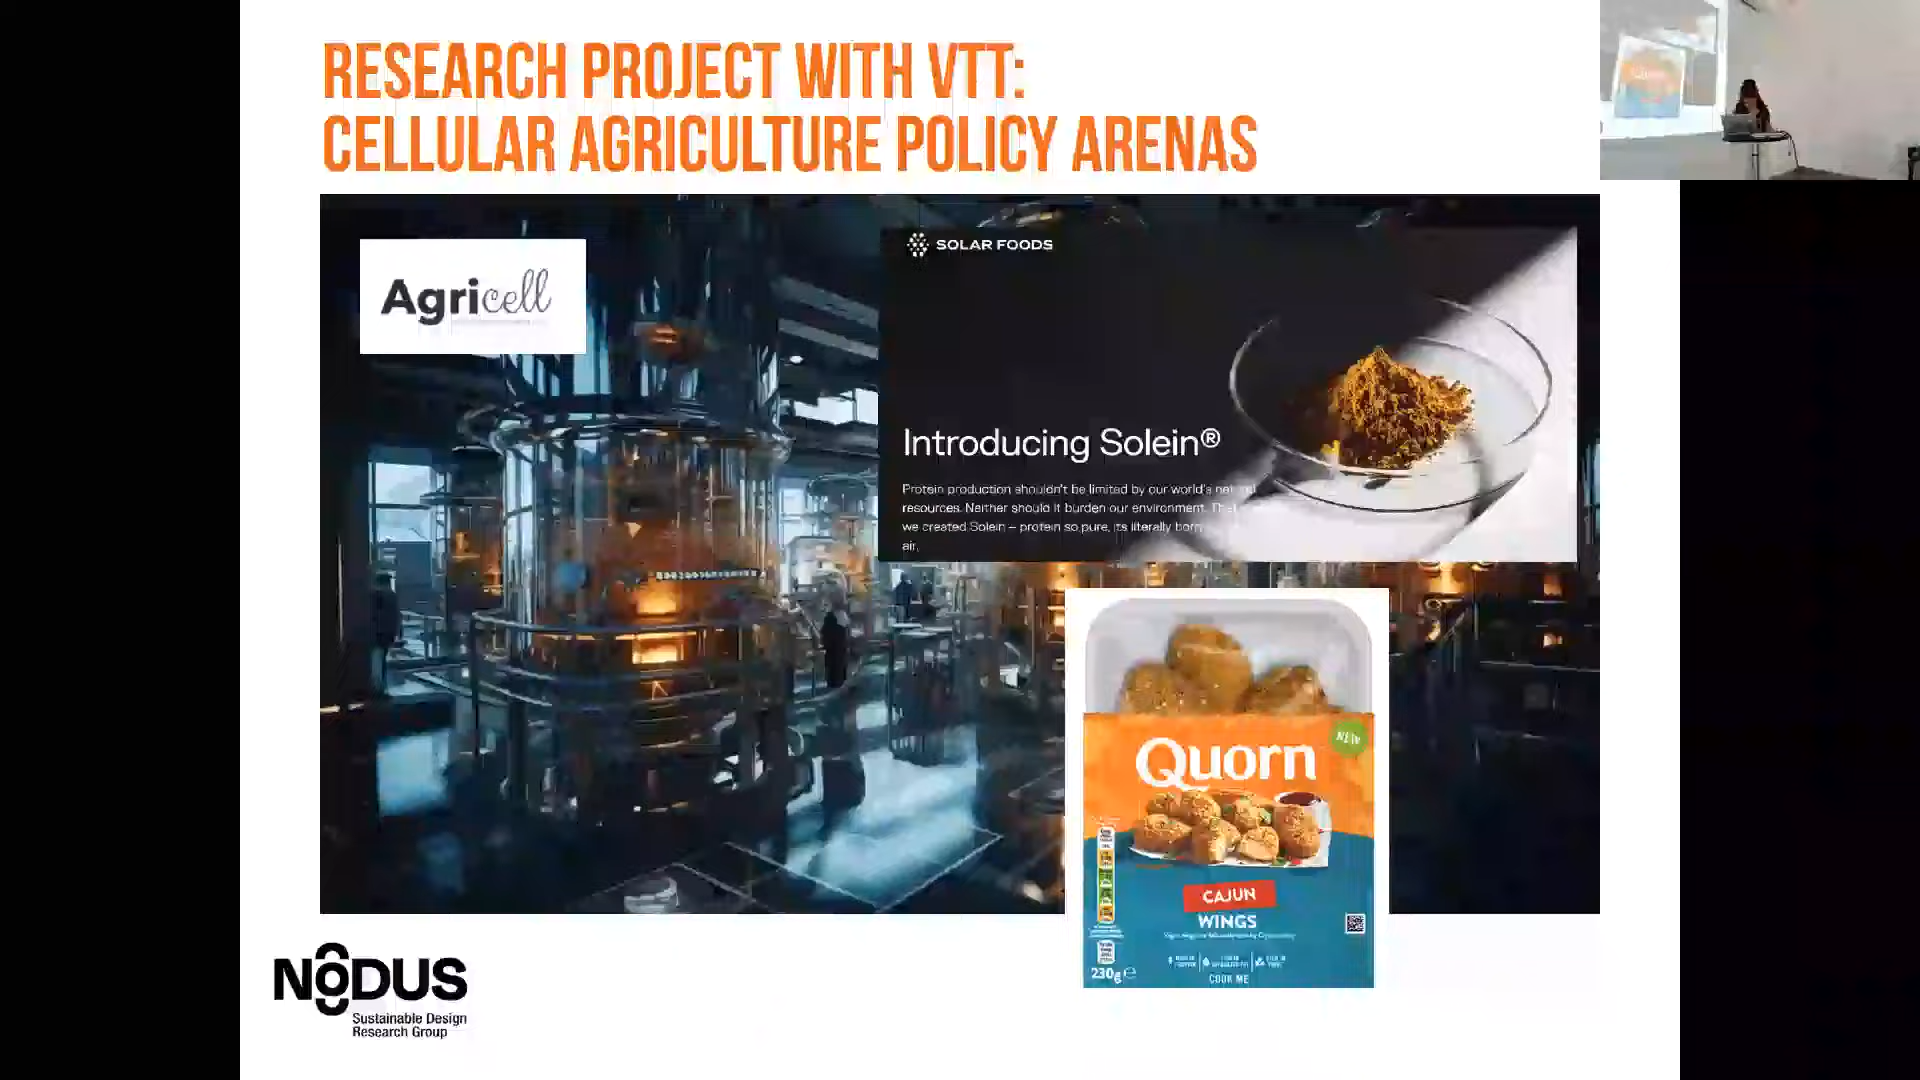 RESEARCH PROJECT WITH VTT:
CELLULAR AGRICULTURE POLICY ARENAS
Agricell
SOLAR FOODS
Introducing Solein®
Protein production shouldn't be limited by our world's natural
resources. Neither should it burden our environment.
we created Solein – protein so pure, its literally born
air.
Quorn
NEW
CAJUN
WINGS
230g e
COOK ME
NODUS
Sustainable Design
Research Group